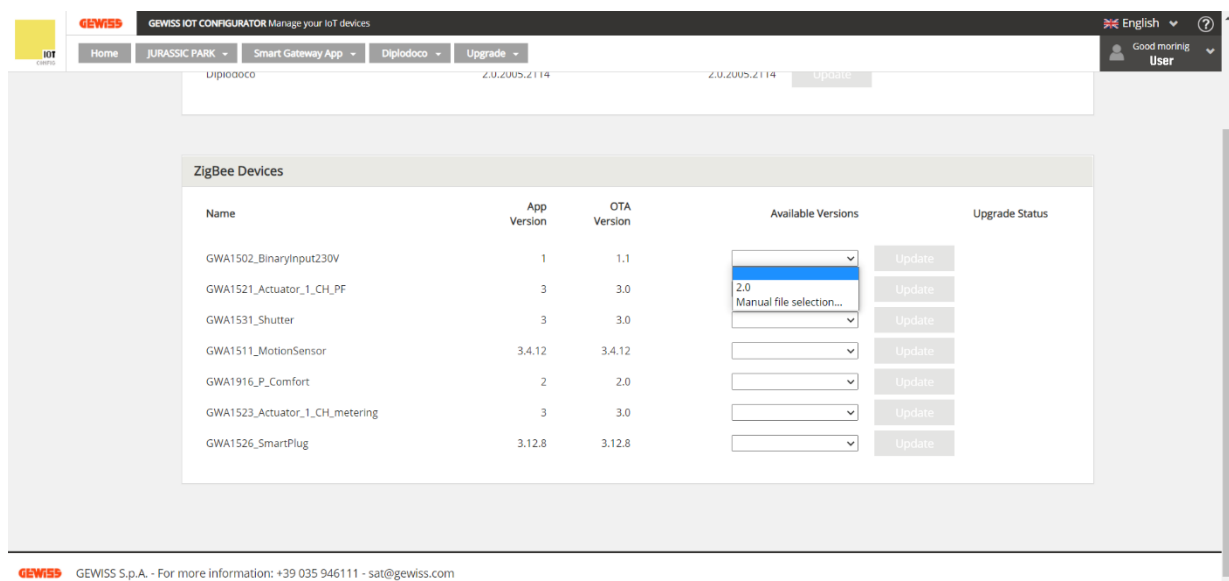 GEWISS GEWISS IOT CONFIGURATOR Manage your IoT devices English ?
IOT
Home JURASSIC PARK Smart Gateway App Diplodoco Upgrade Good morinig
User
Diplodoco 2.0.2005.2114 2.0.2005.2114 Update
ZigBee Devices
Name App Version OTA Version Available Versions Upgrade Status
GWA1502_BinaryInput230V 1 1.1 Update
2.0
Manual file selection...
GWA1521_Actuator_1_CH_PF 3 3.0 Update
GWA1531_Shutter 3 3.0 Update
GWA1511_MotionSensor 3.4.12 3.4.12 Update
GWA1916_P_Comfort 2 2.0 Update
GWA1523_Actuator_1_CH_metering 3 3.0 Update
GWA1526_SmartPlug 3.12.8 3.12.8 Update
GEWISS GEWISS S.p.A. - For more information: +39 035 946111 - sat@gewiss.com